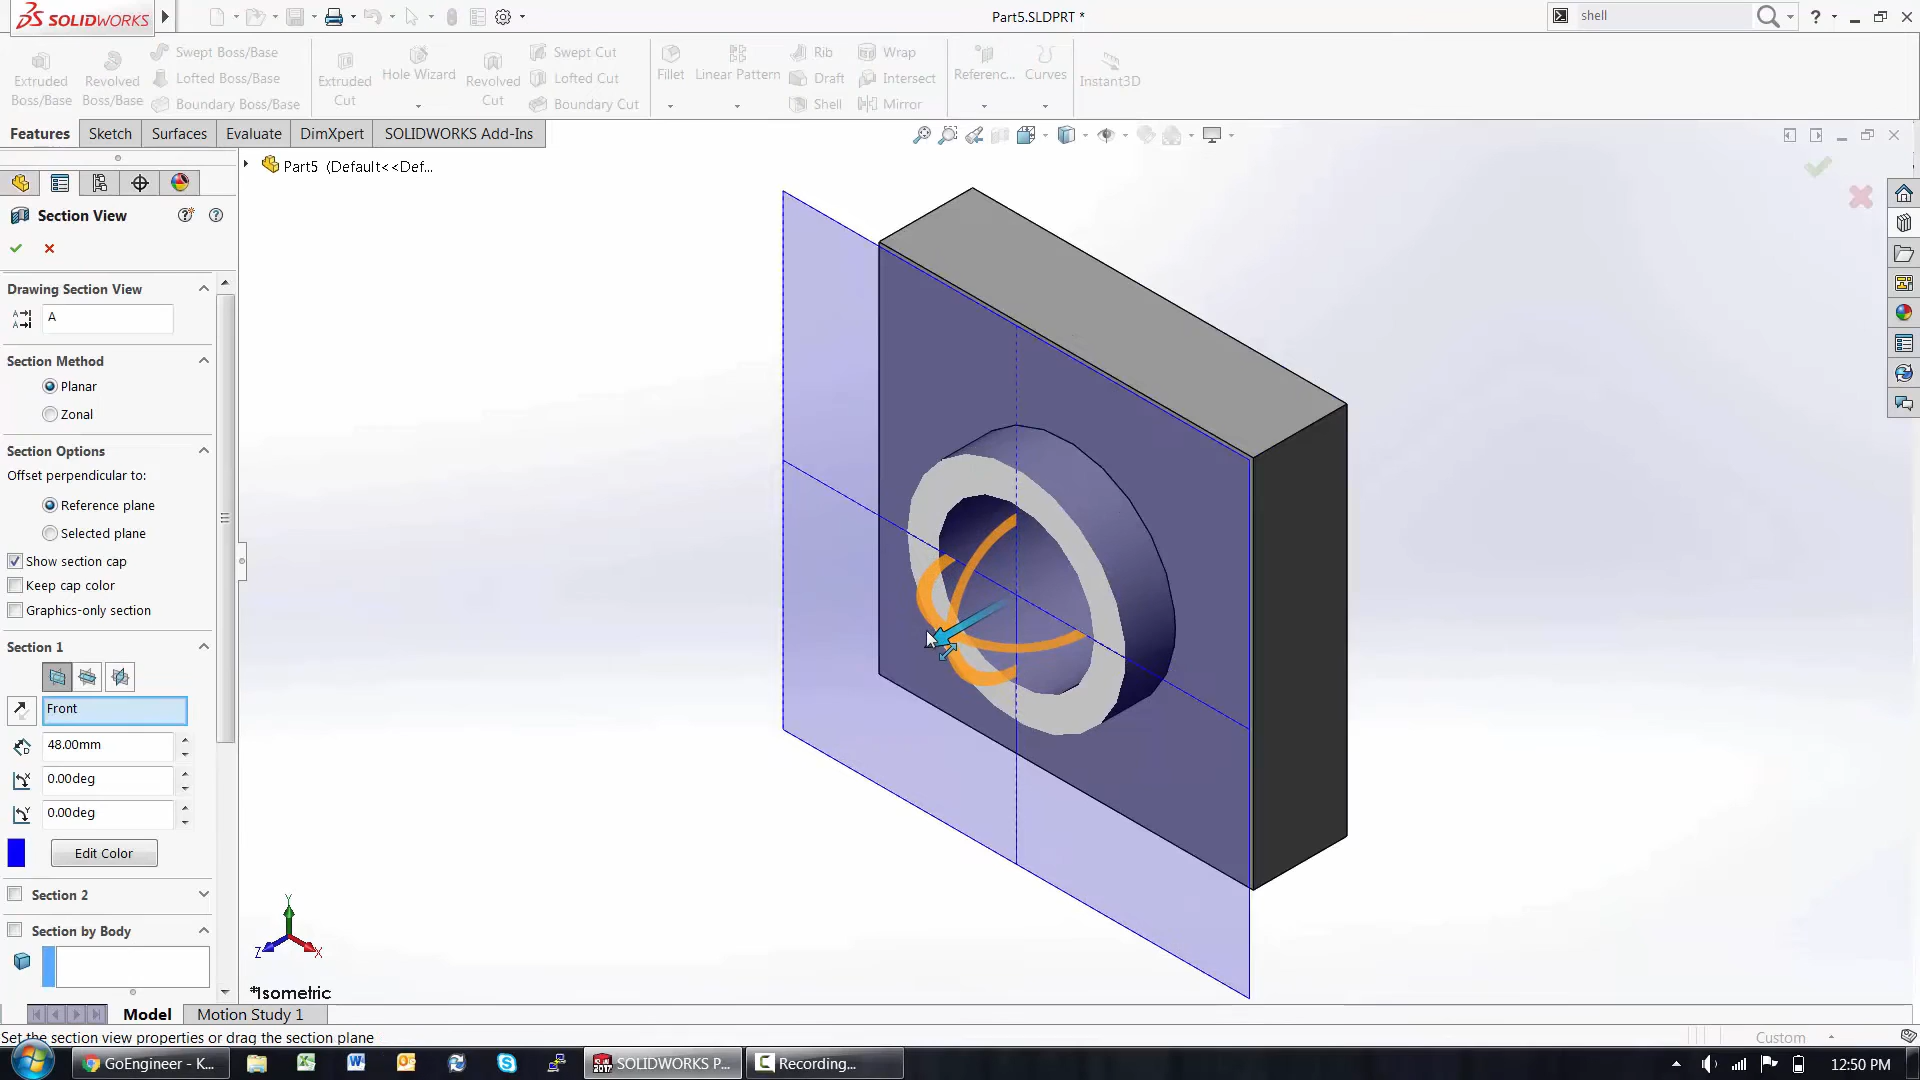 SOLIDWORKS
Part5.SLDPRT *
shell
Extruded Boss/Base
Revolved Boss/Base
Swept Boss/Base
Lofted Boss/Base
Boundary Boss/Base
Extruded Cut
Hole Wizard
Revolved Cut
Swept Cut
Lofted Cut
Boundary Cut
Fillet
Linear Pattern
Rib
Draft
Shell
Wrap
Intersect
Mirror
Referenc...
Curves
Instant3D
Features
Sketch
Surfaces
Evaluate
DimXpert
SOLIDWORKS Add-Ins
Part5 (Default<<Def...
Section View
Drawing Section View
A
Section Method
Planar
Zonal
Section Options
Offset perpendicular to:
Reference plane
Selected plane
Show section cap
Keep cap color
Graphics-only section
Section 1
Front
48.00mm
0.00deg
0.00deg
Edit Color
Section 2
Section by Body
Y
Z
X
*Isometric
Model
Motion Study 1
Set the section view properties or drag the section plane
Custom
GoEngineer - K...
SOLIDWORKS P...
Recording...
12:50 PM